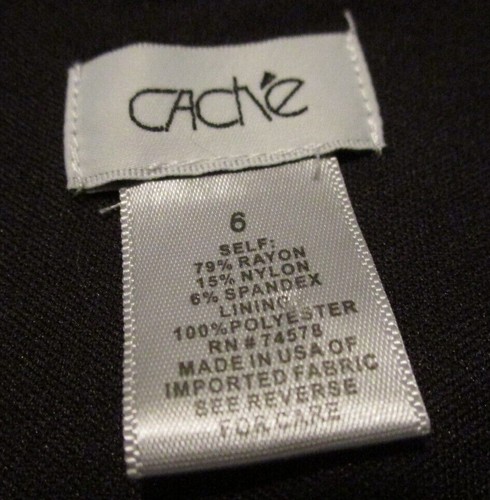 CAChé
6
SELF:
79% RAYON
15% NYLON
6% SPANDEX
LINING:
100%POLYESTER
RN # 74578
MADE IN USA OF
IMPORTED FABRIC
SEE REVERSE
FOR CARE